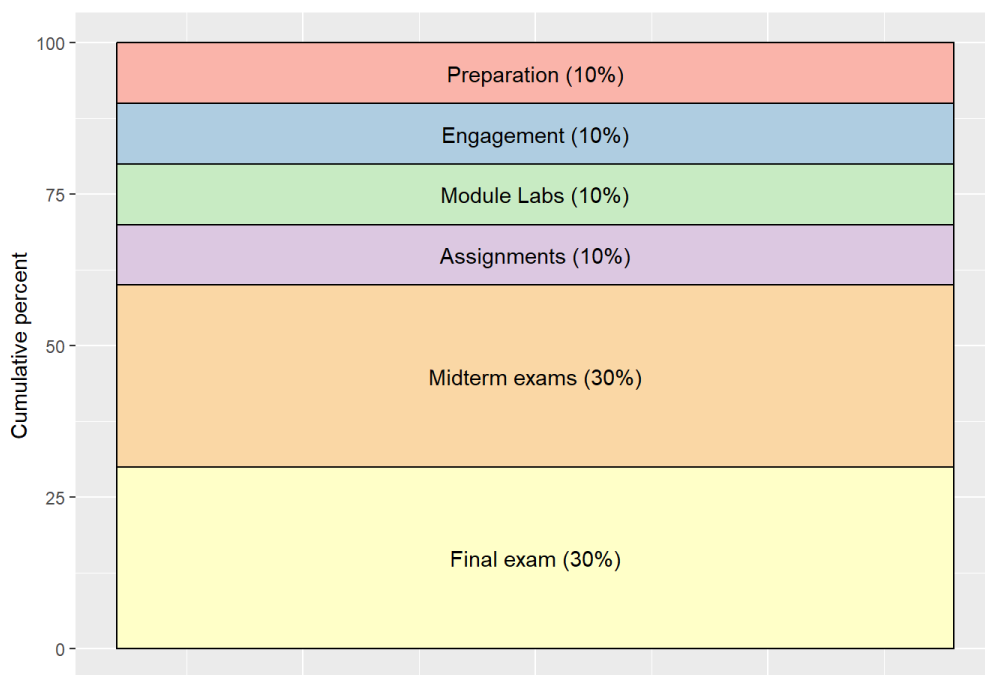 100
Preparation (10%)
Engagement (10%)
75
Module Labs (10%)
Assignments (10%)
Cumulative percent
50
Midterm exams (30%)
25
Final exam (30%)
0